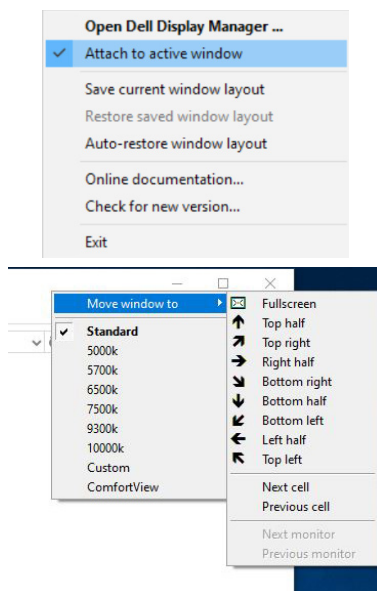 Open Dell Display Manager ...
Attach to active window
Save current window layout
Restore saved window layout
Auto-restore window layout
Online documentation...
Check for new version...
Exit
Move window to
Standard
5000k
5700k
6500k
7500k
9300k
10000k
Custom
ComfortView
Fullscreen
Top half
Top right
Right half
Bottom right
Bottom half
Bottom left
Left half
Top left
Next cell
Previous cell
Next monitor
Previous monitor